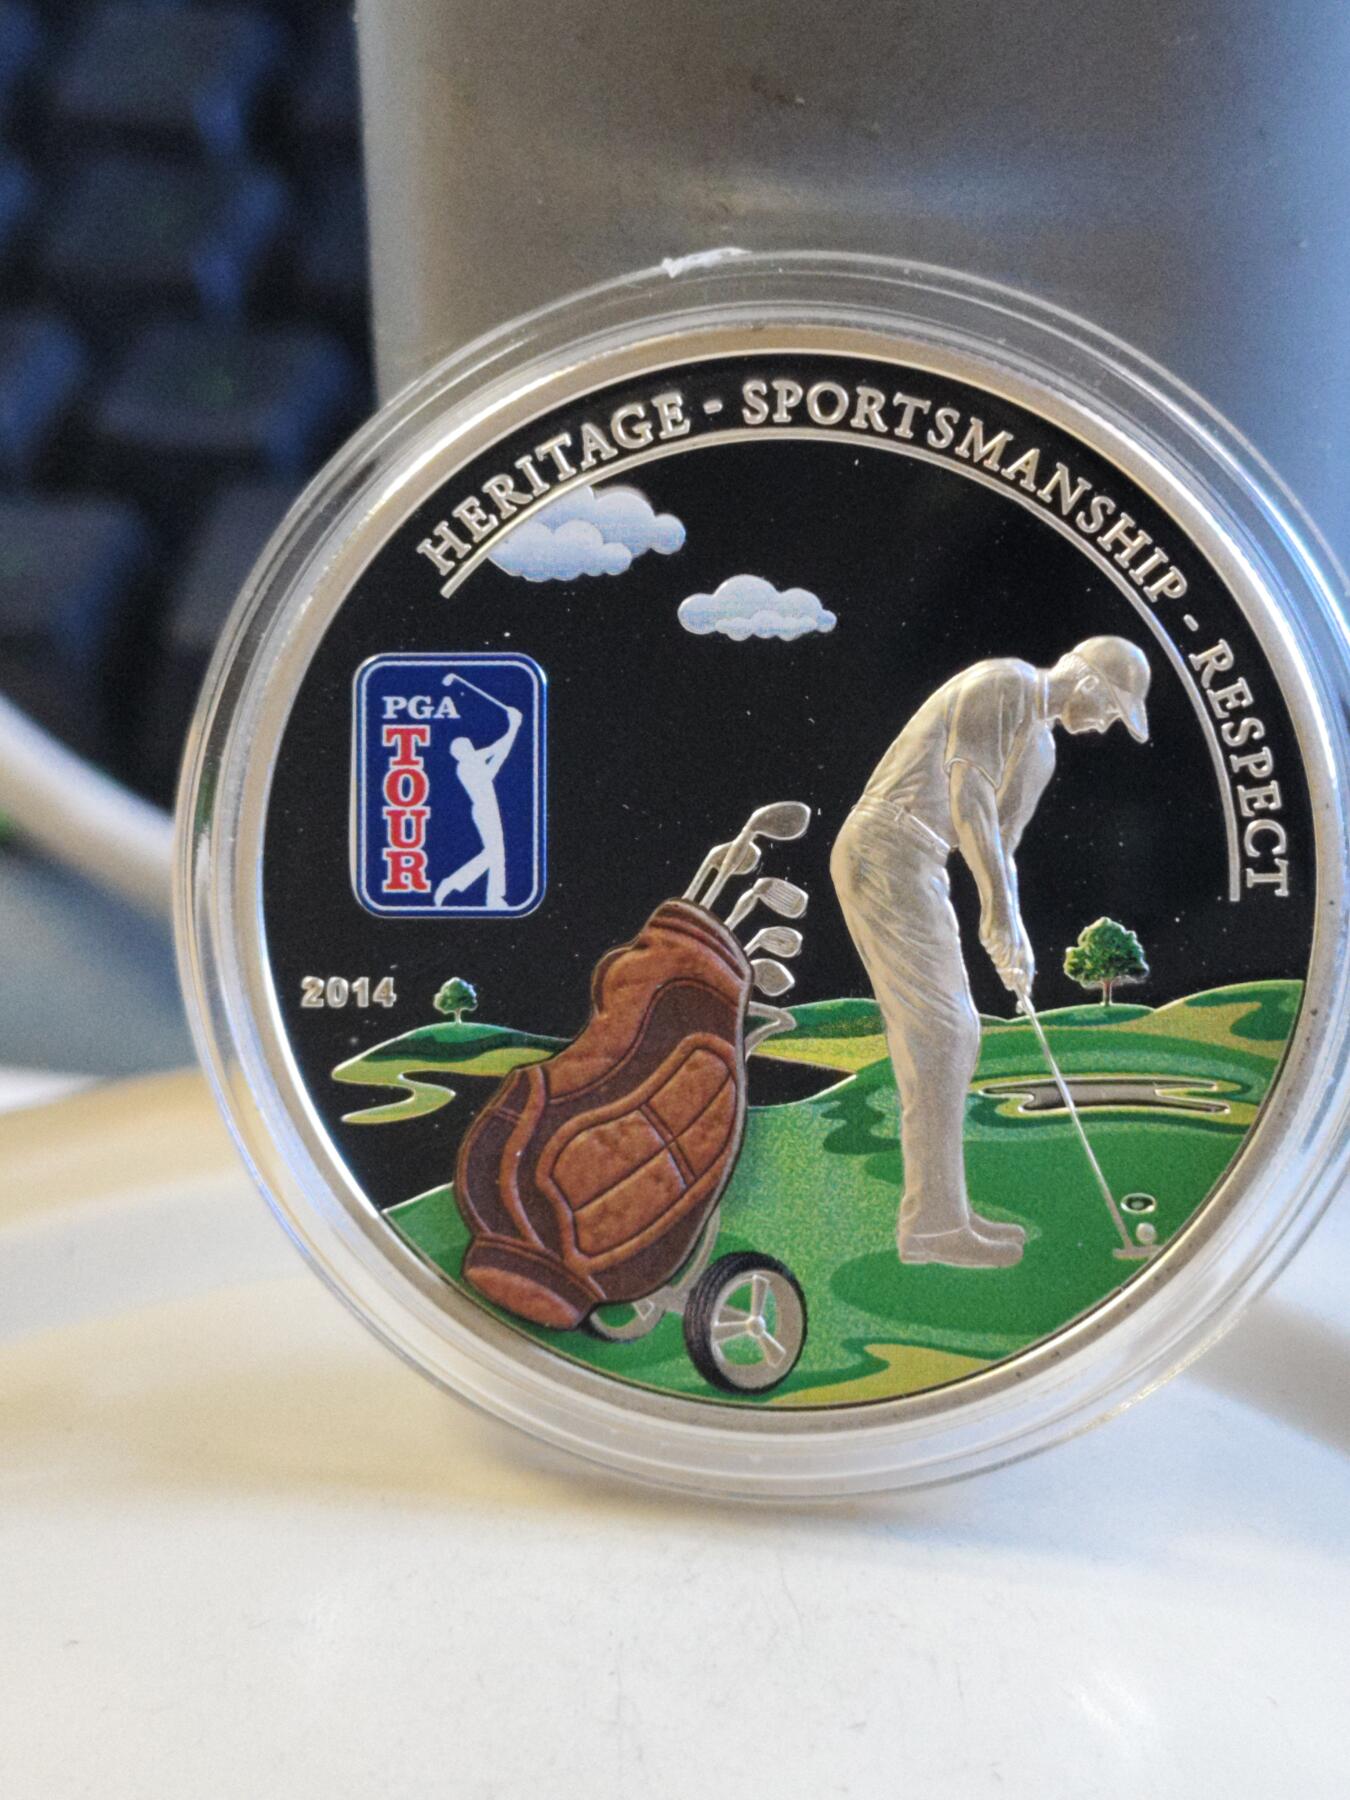 HERITAGE - SPORTSMANSHIP - RESPECT
PGA
TOUR
2014